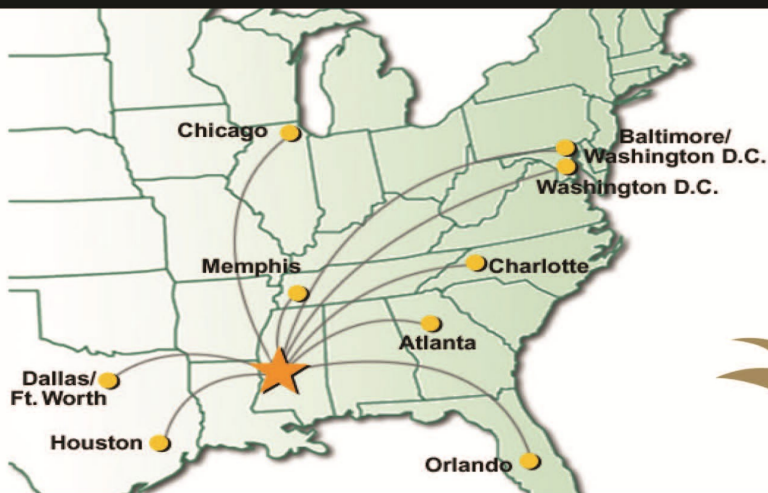 Chicago
Baltimore/
Washington D.C.
Washington D.C.
Memphis
Charlotte
Atlanta
Dallas/
Ft. Worth
Houston
Orlando